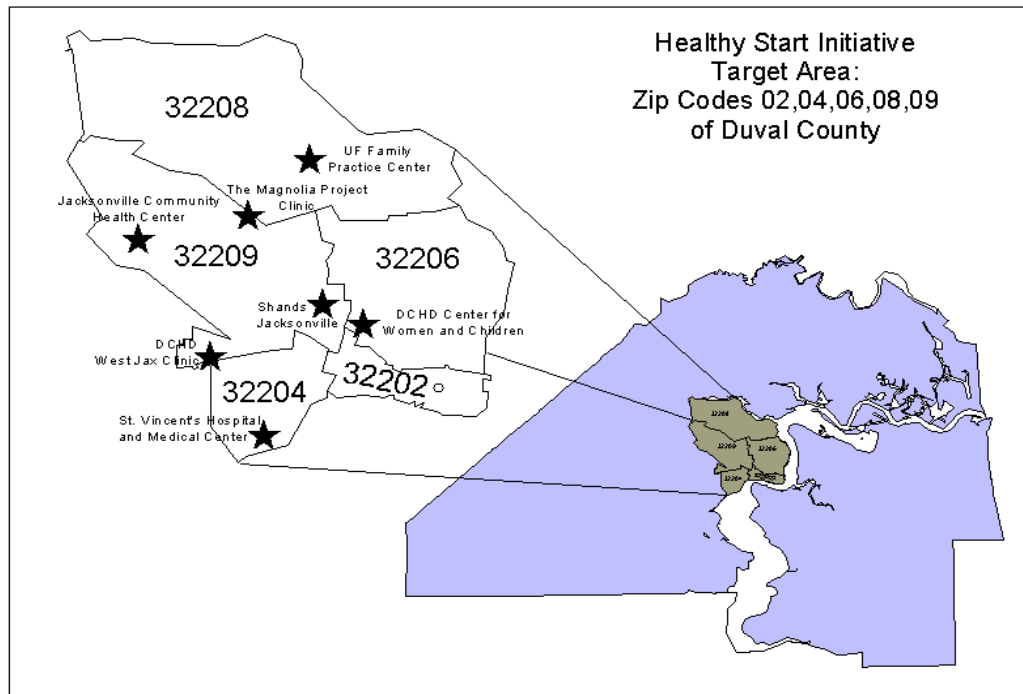 Healthy Start Initiative
Target Area:
Zip Codes 02,04,06,08,09
of Duval County
32208
UF Family
Practice Center
The Magnolia Project
Clinic
Jacksonville Community
Health Center
32209
32206
Shands
Jacksonville
DCHD Center for
Women and Children
DCHD
West Jax Clinic
32204
32202
St. Vincent's Hospital
and Medical Center
32209
32206